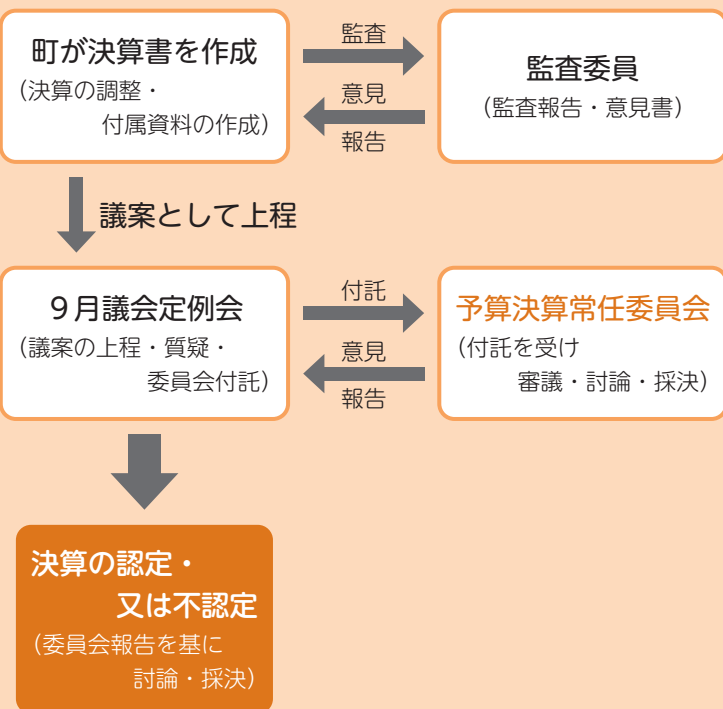 町が決算書を作成
(決算の調整・
付属資料の作成)
監査
意見
報告
監査委員
(監査報告・意見書)
議案として上程
９月議会定例会
(議案の上程・質疑・
委員会付託)
付託
意見
報告
予算決算常任委員会
(付託を受け
審議・討論・採決)
決算の認定・
又は不認定
(委員会報告を基に
討論・採決)